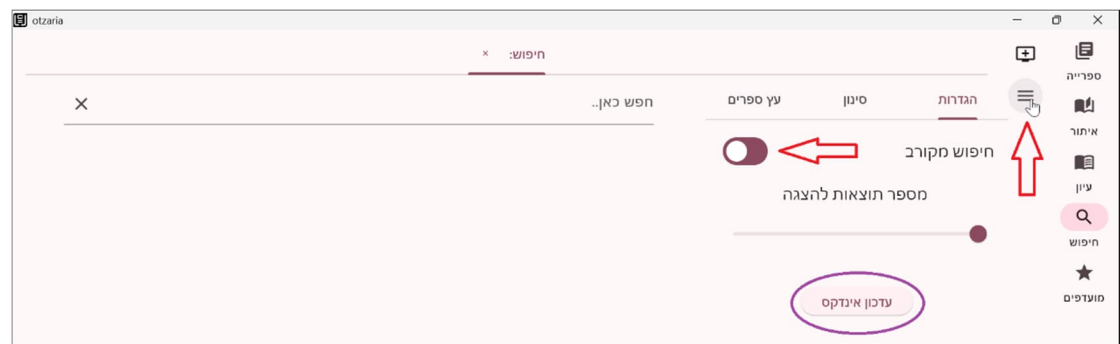 otzaria
חיפוש:
ספרייה
איתור
עיון
חיפוש
מועדפים
הגדרות
סינון
עץ ספרים
חפש כאן..
חיפוש מקורב
מספר תוצאות להצגה
עדכון אינדקס